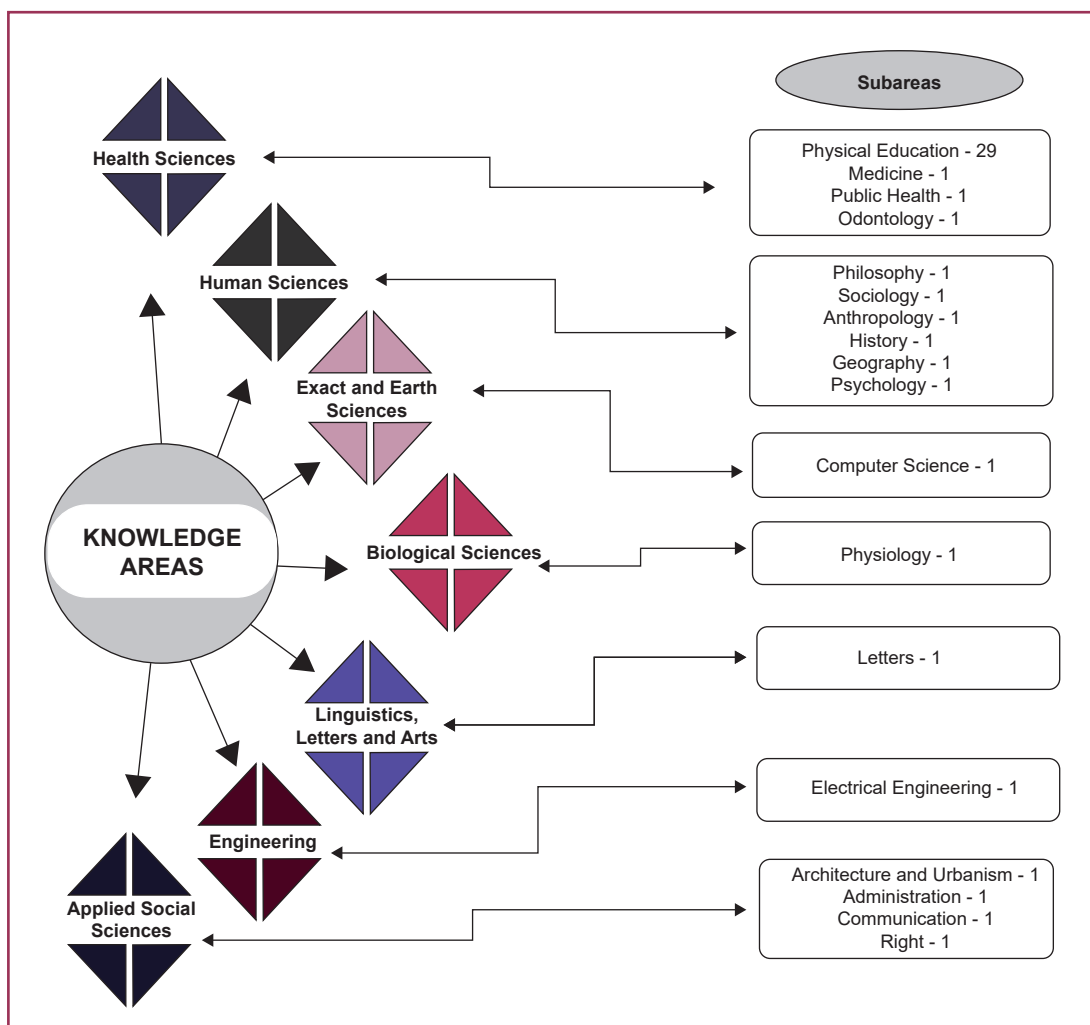 Subareas
Health Sciences
Physical Education - 29
Medicine - 1
Public Health - 1
Odontology - 1
Human Sciences
Philosophy - 1
Sociology - 1
Anthropology - 1
History - 1
Geography - 1
Psychology - 1
Exact and Earth
Sciences
Computer Science - 1
KNOWLEDGE
AREAS
Biological Sciences
Physiology - 1
Linguistics,
Letters and Arts
Letters - 1
Engineering
Electrical Engineering - 1
Applied Social
Sciences
Architecture and Urbanism - 1
Administration - 1
Communication - 1
Right - 1